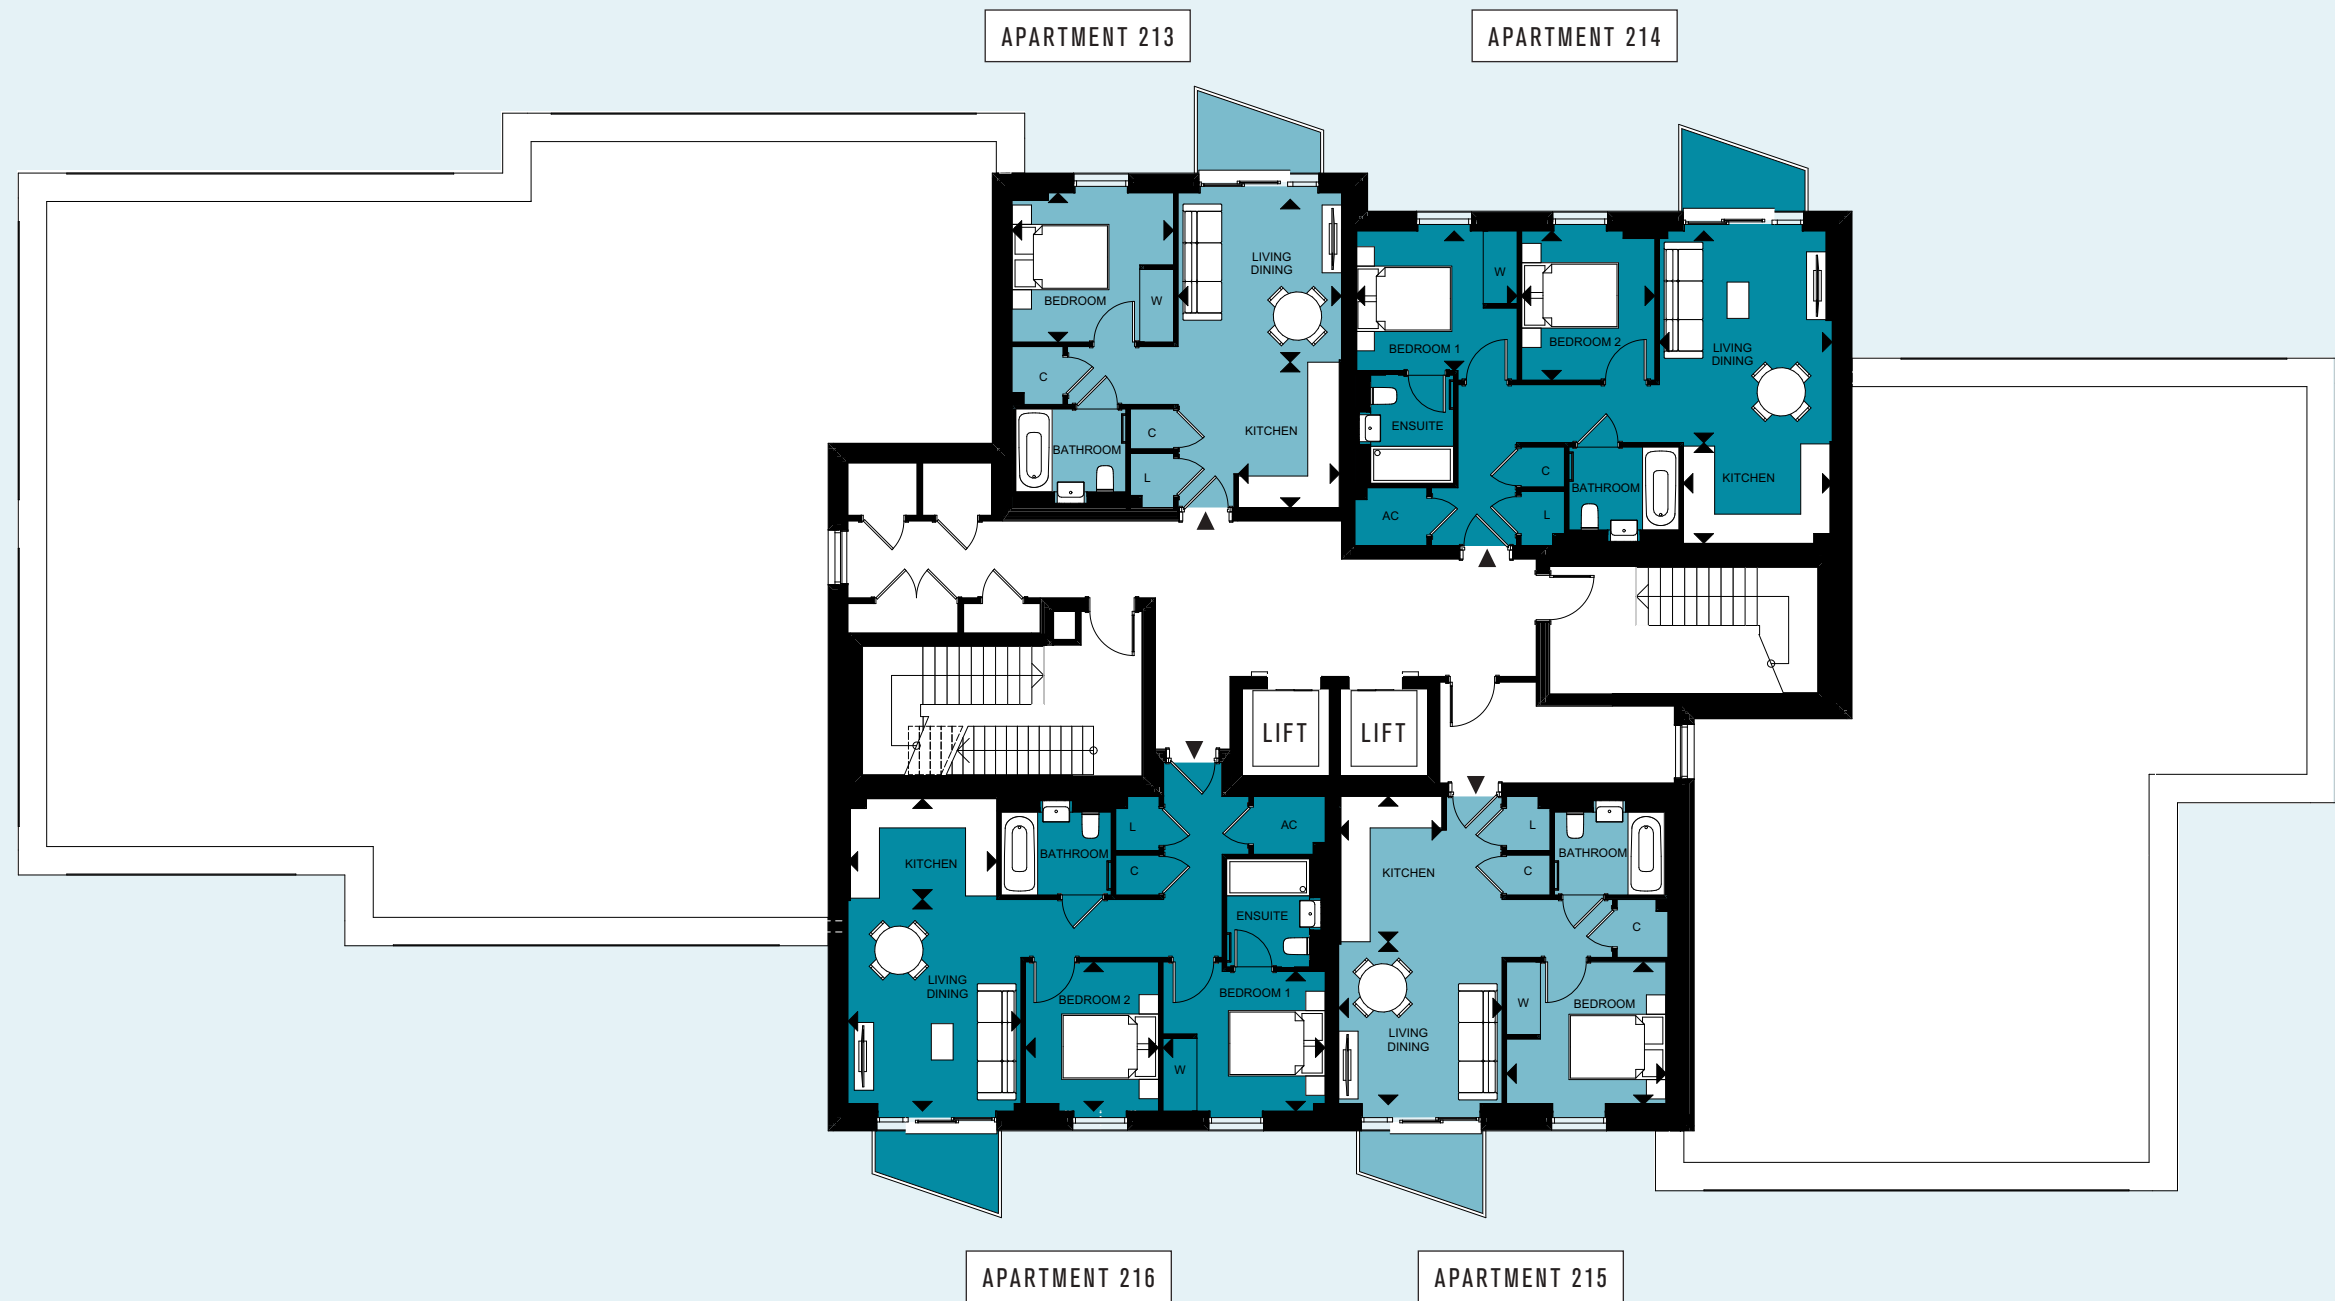 APARTMENT 213
APARTMENT 214
LIVING
DINING
BEDROOM
W
C
C
BATHROOM
L
KITCHEN
W
BEDROOM 1
BEDROOM 2
LIVING
DINING
ENSUITE
C
BATHROOM
KITCHEN
AC
L
LIFT
LIFT
KITCHEN
BATHROOM
L
AC
C
ENSUITE
LIVING
DINING
BEDROOM 2
BEDROOM 1
W
KITCHEN
L
BATHROOM
C
C
W
BEDROOM
LIVING
DINING
APARTMENT 216
APARTMENT 215